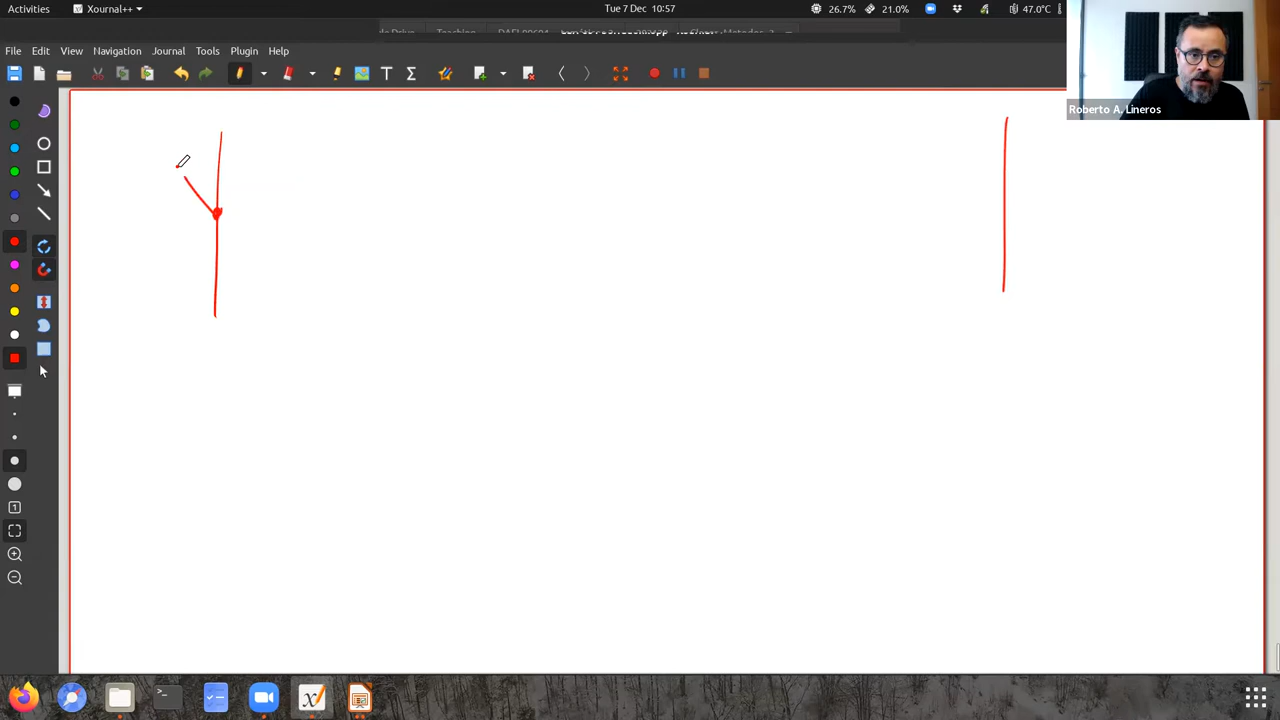 Activities
Xournal++
Tue 7 Dec 10:57
26.7%
21.0%
47.0°C
File Edit View Navigation Journal Tools Plugin Help
Roberto A. Lineros